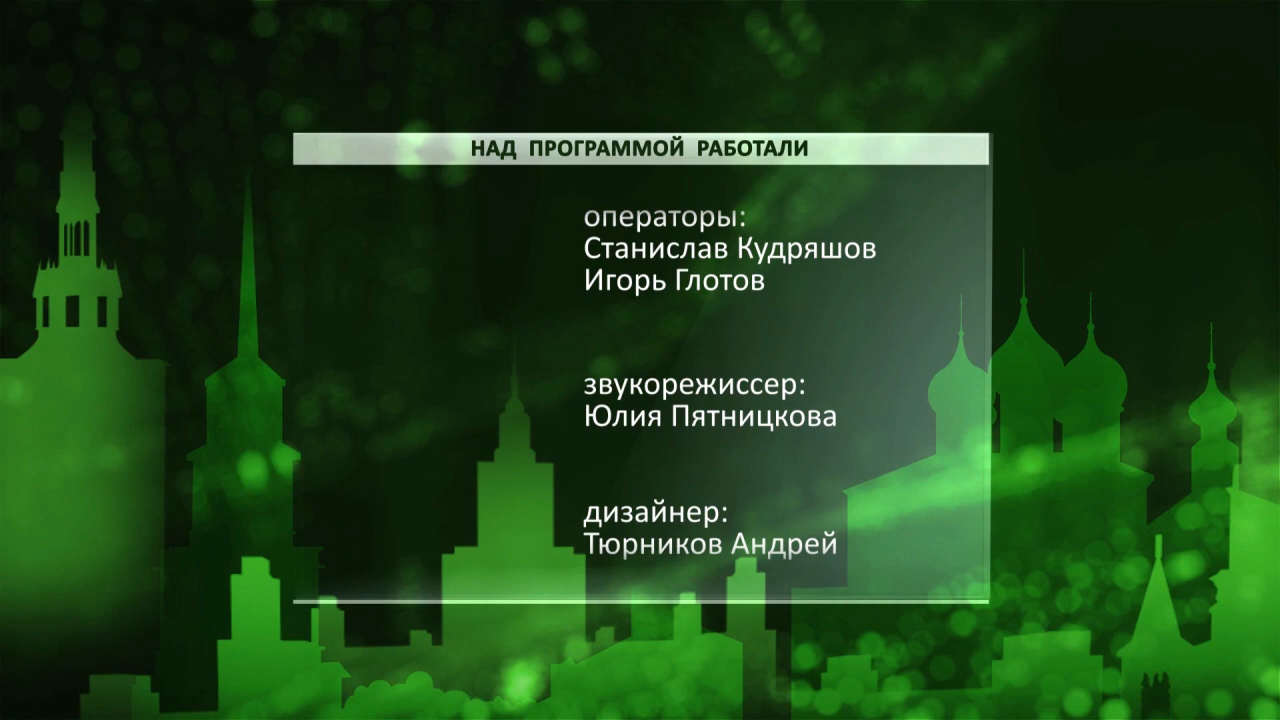 НАД ПРОГРАММОЙ РАБОТАЛИ
операторы:
Станислав Кудряшов
Игорь Глотов
звукорежиссер:
Юлия Пятницкова
дизайнер:
Тюрников Андрей